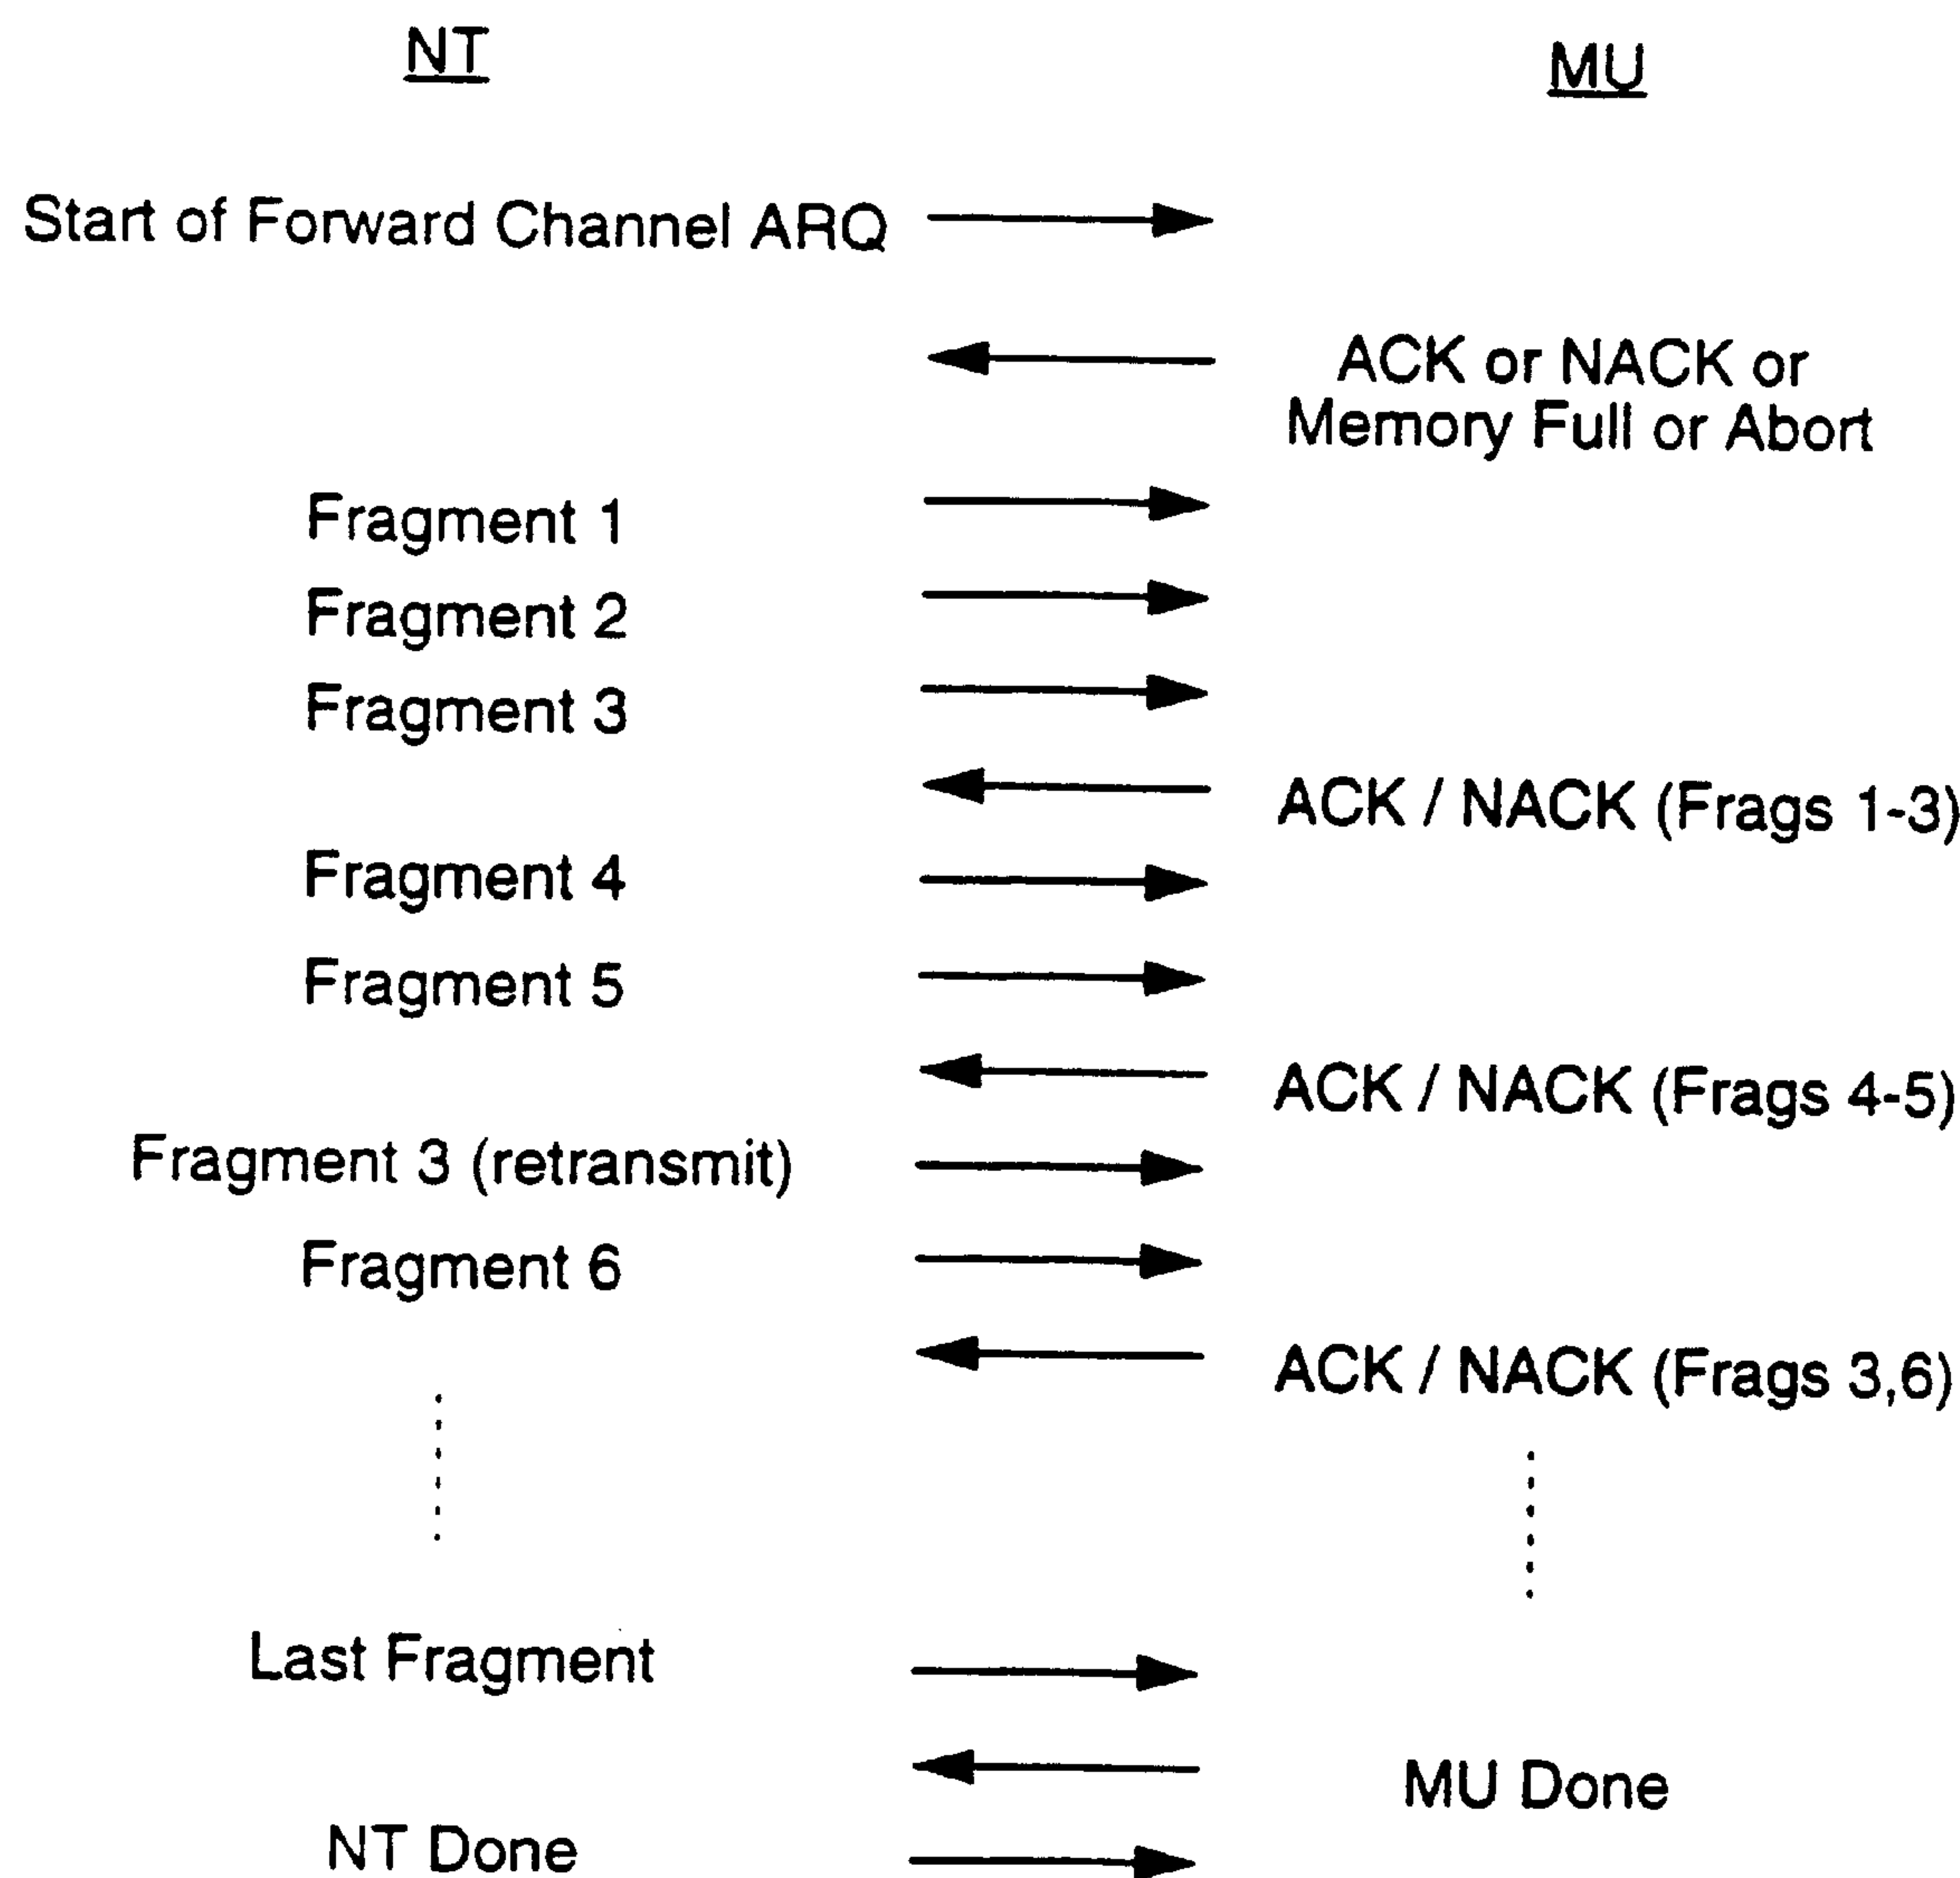 NT
MU
Start of Forward Channel ARQ
ACK or NACK or
Memory Full or Abort
Fragment 1
Fragment 2
Fragment 3
ACK / NACK (Frags 1-3)
Fragment 4
Fragment 5
ACK / NACK (Frags 4-5)
Fragment 3 (retransmit)
Fragment 6
ACK / NACK (Frags 3,6)
Last Fragment
MU Done
NT Done